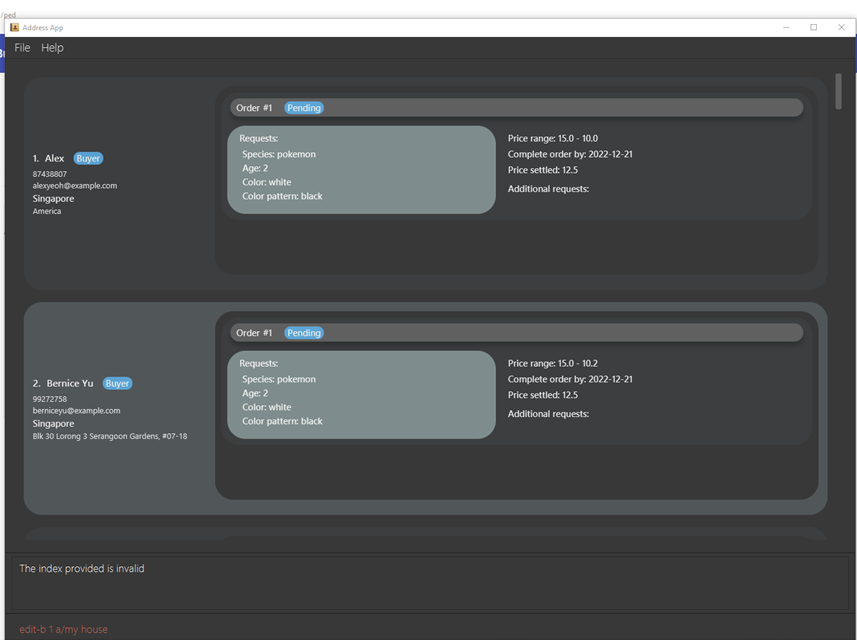 /ped
Address App
File Help
Order #1 Pending
Requests:
Species: pokemon
Age: 2
Color: white
Color pattern: black
Price range: 15.0 - 10.0
Complete order by: 2022-12-21
Price settled: 12.5
Additional requests:
1. Alex Buyer
87438807
alexyeoh@example.com
Singapore
America
Order #1 Pending
Requests:
Species: pokemon
Age: 2
Color: white
Color pattern: black
Price range: 15.0 - 10.2
Complete order by: 2022-12-21
Price settled: 12.5
Additional requests:
2. Bernice Yu Buyer
99272758
berniceyu@example.com
Singapore
Blk 30 Lorong 3 Serangoon Gardens, #07-18
The index provided is invalid
edit-b 1 a/my house